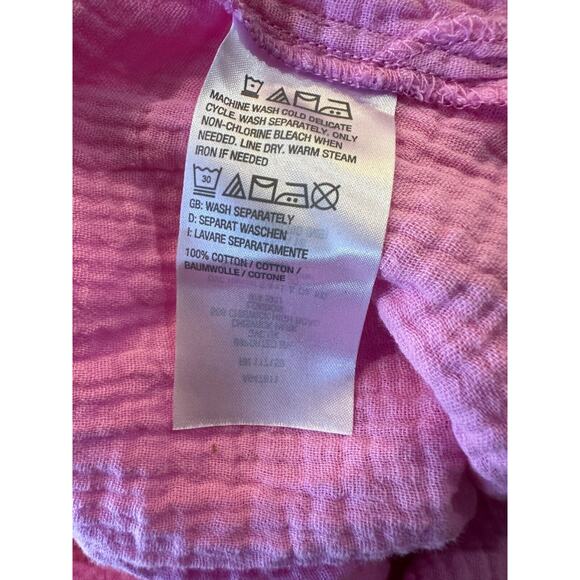 MACHINE WASH COLD DELICATE
CYCLE. WASH SEPARATELY. ONLY
NON-CHLORINE BLEACH WHEN
NEEDED. LINE DRY. WARM STEAM
IRON IF NEEDED
30
GB: WASH SEPARATELY
D: SEPARAT WASCHEN
I: LAVARE SEPARATAMENTE
100% COTTON / COTTON /
BAUMWOLLE / COTONE